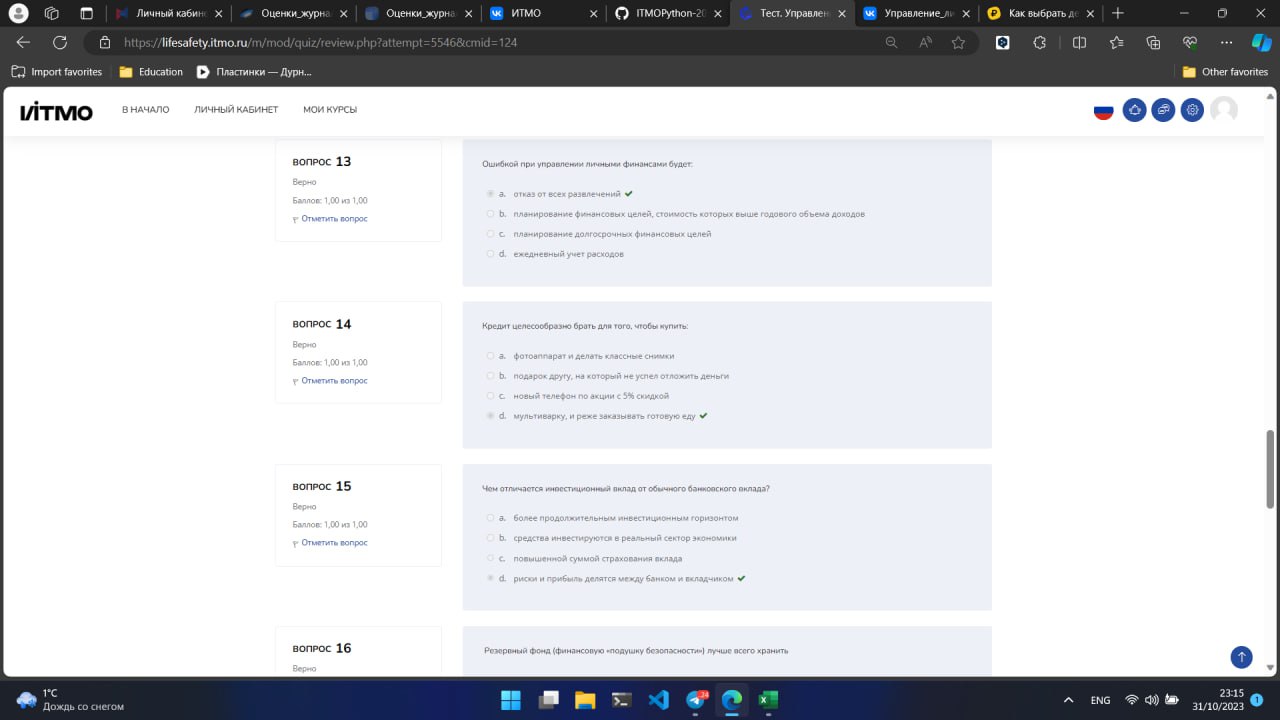 Личный кабин
Оценки_журна
Оценки_журна
ИТМО
ITMOPython-20
Тест. Управлен
Управление_ли
Как выбрать де
https://lifesafety.itmo.ru/m/mod/quiz/review.php?attempt=5546&cmid=124
Import favorites
Education
Пластинки — Дурн...
Other favorites
ИТМО
В НАЧАЛО
ЛИЧНЫЙ КАБИНЕТ
МОИ КУРСЫ
ВОПРОС 13
Верно
Баллов: 1,00 из 1,00
Отметить вопрос
Ошибкой при управлении личными финансами будет:
a. отказ от всех развлечений
b. планирование финансовых целей, стоимость которых выше годового объема доходов
c. планирование долгосрочных финансовых целей
d. ежедневный учет расходов
ВОПРОС 14
Верно
Баллов: 1,00 из 1,00
Отметить вопрос
Кредит целесообразно брать для того, чтобы купить:
a. фотоаппарат и делать классные снимки
b. подарок другу, на который не успел отложить деньги
c. новый телефон по акции с 5% скидкой
d. мультиварку, и реже заказывать готовую еду
ВОПРОС 15
Верно
Баллов: 1,00 из 1,00
Отметить вопрос
Чем отличается инвестиционный вклад от обычного банковского вклада?
a. более продолжительным инвестиционным горизонтом
b. средства инвестируются в реальный сектор экономики
c. повышенной суммой страхования вклада
d. риски и прибыль делятся между банком и вкладчиком
ВОПРОС 16
Верно
Резервный фонд (финансовую «подушку безопасности») лучше всего хранить
1°C
Дождь со снегом
ENG
23:15
31/10/2023